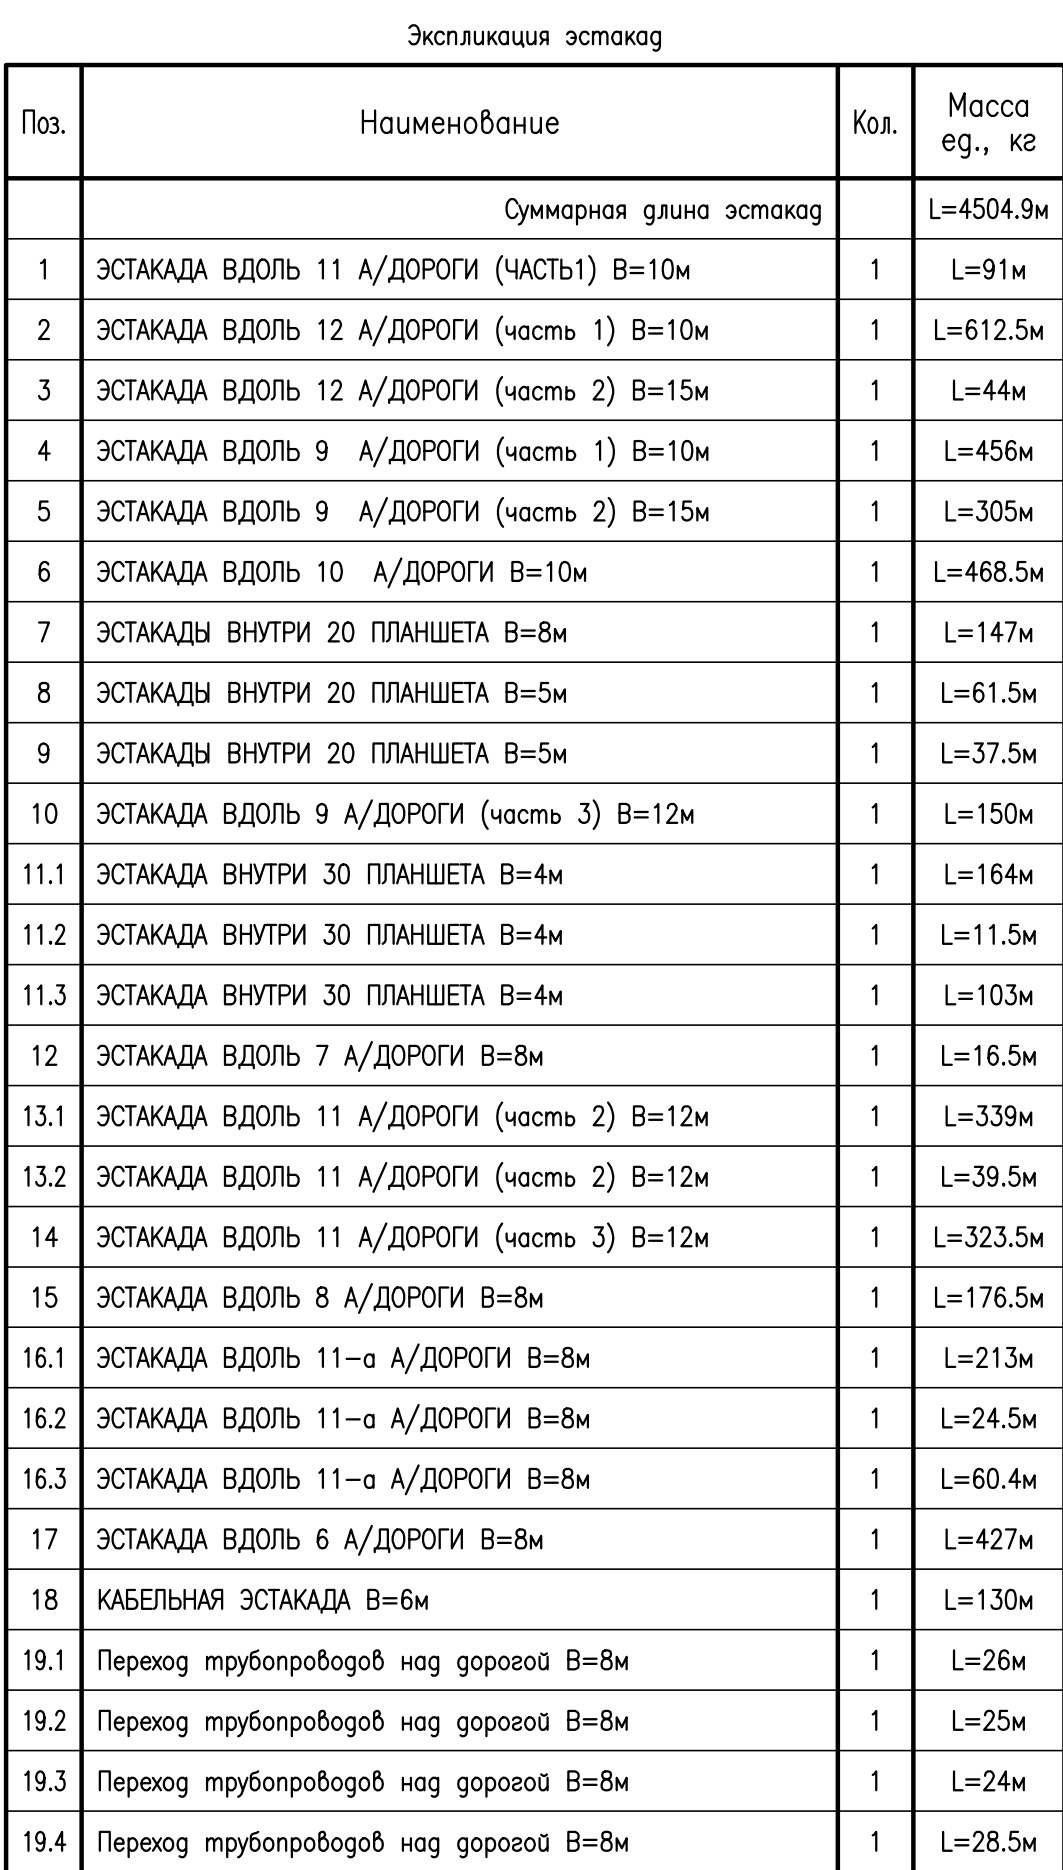 Экспликация эстакад
Поз. Наименование Кол. Масса ед., кг
Суммарная длина эстакад L=4504.9м
1 ЭСТАКАДА ВДОЛЬ 11 А/ДОРОГИ (ЧАСТЬ1) В=10м 1 L=91м
2 ЭСТАКАДА ВДОЛЬ 12 А/ДОРОГИ (часть 1) В=10м 1 L=612.5м
3 ЭСТАКАДА ВДОЛЬ 12 А/ДОРОГИ (часть 2) В=15м 1 L=44м
4 ЭСТАКАДА ВДОЛЬ 9 А/ДОРОГИ (часть 1) В=10м 1 L=456м
5 ЭСТАКАДА ВДОЛЬ 9 А/ДОРОГИ (часть 2) В=15м 1 L=305м
6 ЭСТАКАДА ВДОЛЬ 10 А/ДОРОГИ В=10м 1 L=468.5м
7 ЭСТАКАДЫ ВНУТРИ 20 ПЛАНШЕТА В=8м 1 L=147м
8 ЭСТАКАДЫ ВНУТРИ 20 ПЛАНШЕТА В=5м 1 L=61.5м
9 ЭСТАКАДЫ ВНУТРИ 20 ПЛАНШЕТА В=5м 1 L=37.5м
10 ЭСТАКАДА ВДОЛЬ 9 А/ДОРОГИ (часть 3) В=12м 1 L=150м
11.1 ЭСТАКАДА ВНУТРИ 30 ПЛАНШЕТА В=4м 1 L=164м
11.2 ЭСТАКАДА ВНУТРИ 30 ПЛАНШЕТА В=4м 1 L=11.5м
11.3 ЭСТАКАДА ВНУТРИ 30 ПЛАНШЕТА В=4м 1 L=103м
12 ЭСТАКАДА ВДОЛЬ 7 А/ДОРОГИ В=8м 1 L=16.5м
13.1 ЭСТАКАДА ВДОЛЬ 11 А/ДОРОГИ (часть 2) В=12м 1 L=339м
13.2 ЭСТАКАДА ВДОЛЬ 11 А/ДОРОГИ (часть 2) В=12м 1 L=39.5м
14 ЭСТАКАДА ВДОЛЬ 11 А/ДОРОГИ (часть 3) В=12м 1 L=323.5м
15 ЭСТАКАДА ВДОЛЬ 8 А/ДОРОГИ В=8м 1 L=176.5м
16.1 ЭСТАКАДА ВДОЛЬ 11-а А/ДОРОГИ В=8м 1 L=213м
16.2 ЭСТАКАДА ВДОЛЬ 11-а А/ДОРОГИ В=8м 1 L=24.5м
16.3 ЭСТАКАДА ВДОЛЬ 11-а А/ДОРОГИ В=8м 1 L=60.4м
17 ЭСТАКАДА ВДОЛЬ 6 А/ДОРОГИ В=8м 1 L=427м
18 КАБЕЛЬНАЯ ЭСТАКАДА В=6м 1 L=130м
19.1 Переход трубопроводов над дорогой В=8м 1 L=26м
19.2 Переход трубопроводов над дорогой В=8м 1 L=25м
19.3 Переход трубопроводов над дорогой В=8м 1 L=24м
19.4 Переход трубопроводов над дорогой В=8м 1 L=28.5м